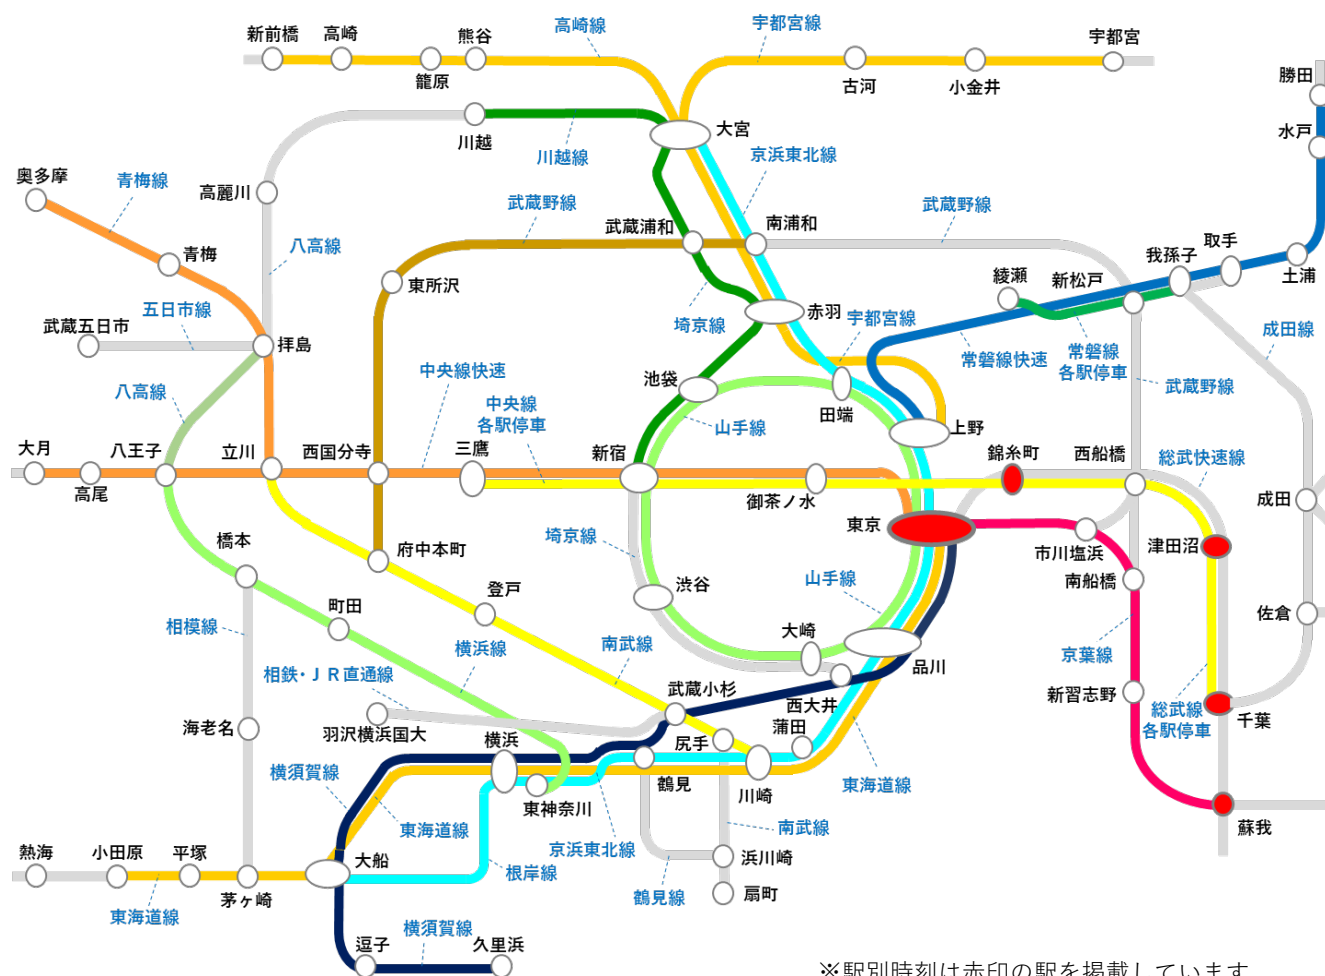 新前橋
高崎
籠原
熊谷
高崎線
宇都宮線
古河
小金井
宇都宮
勝田
水戸
大宮
川越
川越線
京浜東北線
奥多摩
青梅線
高麗川
武蔵野線
武蔵浦和
南浦和
武蔵野線
我孫子
取手
土浦
青梅
八高線
東所沢
綾瀬
新松戸
五日市線
武蔵五日市
拝島
埼京線
赤羽
宇都宮線
常磐線快速
常磐線
各駅停車
成田線
八高線
中央線快速
池袋
田端
武蔵野線
中央線
各駅停車
山手線
上野
大月
高尾
八王子
立川
西国分寺
三鷹
新宿
御茶ノ水
錦糸町
西船橋
総武快速線
成田
東京
市川塩浜
津田沼
橋本
府中本町
埼京線
南船橋
山手線
町田
登戸
渋谷
大崎
佐倉
相模線
横浜線
南武線
品川
京葉線
相鉄・ＪＲ直通線
武蔵小杉
西大井
新習志野
総武線
各駅停車
千葉
海老名
羽沢横浜国大
横浜
尻手
蒲田
横須賀線
鶴見
川崎
東海道線
東神奈川
東海道線
京浜東北線
南武線
蘇我
熱海
小田原
平塚
茅ヶ崎
大船
根岸線
浜川崎
鶴見線
扇町
東海道線
横須賀線
逗子
久里浜
※駅別時刻は赤印の駅を掲載しています